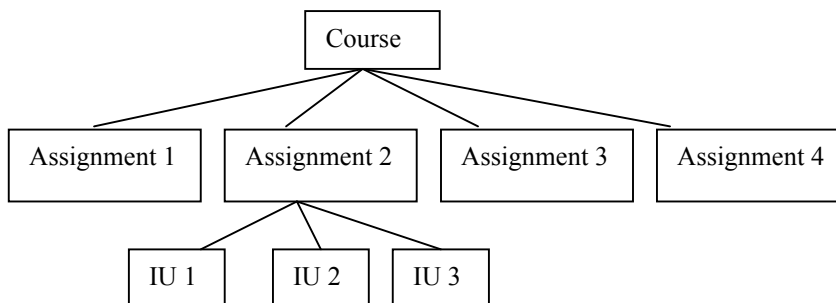 Course
Assignment 1
Assignment 2
Assignment 3
Assignment 4
IU 1
IU 2
IU 3